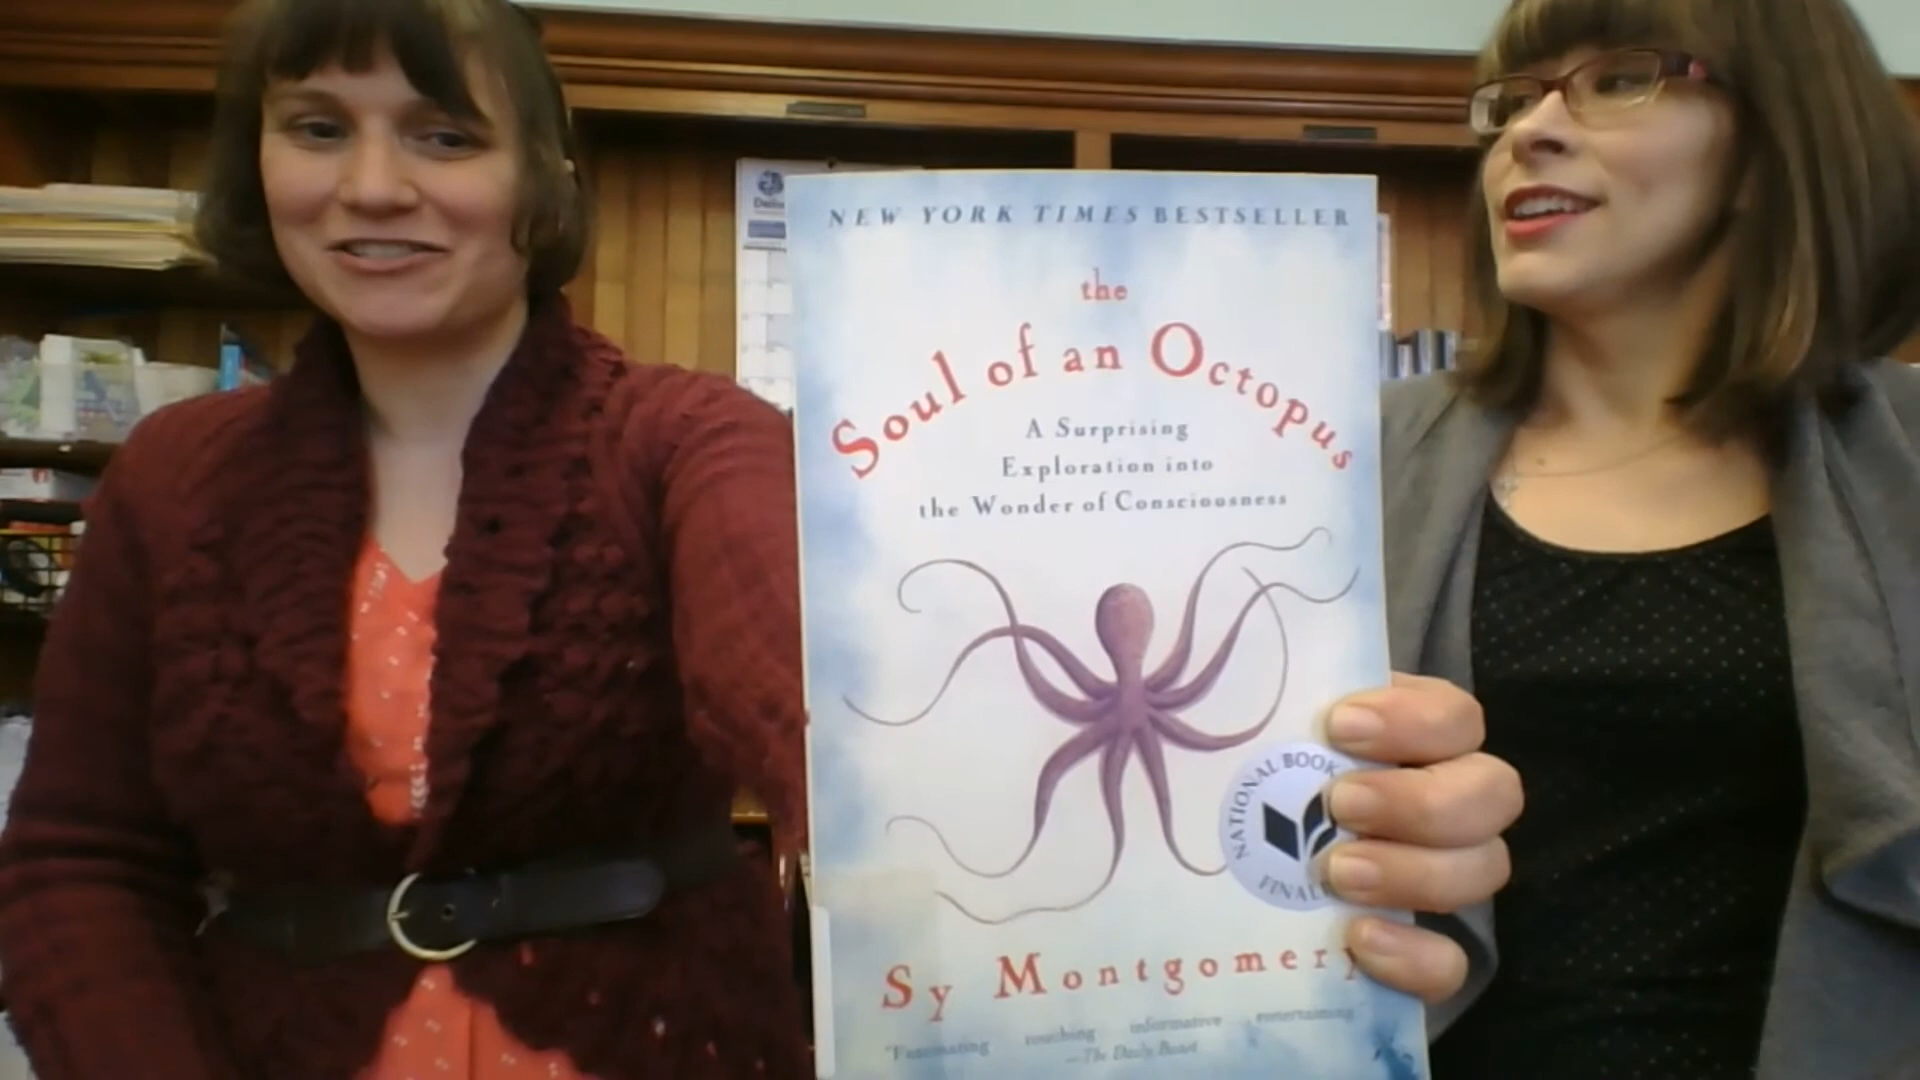 NEW YORK TIMES BESTSELLER
the
Soul of an Octopus
A Surprising
Exploration into
the Wonder of Consciousness
NATIONAL BOOK
Sy Montgomery
"Fascinating touching informative entertaining
—The Daily Beast